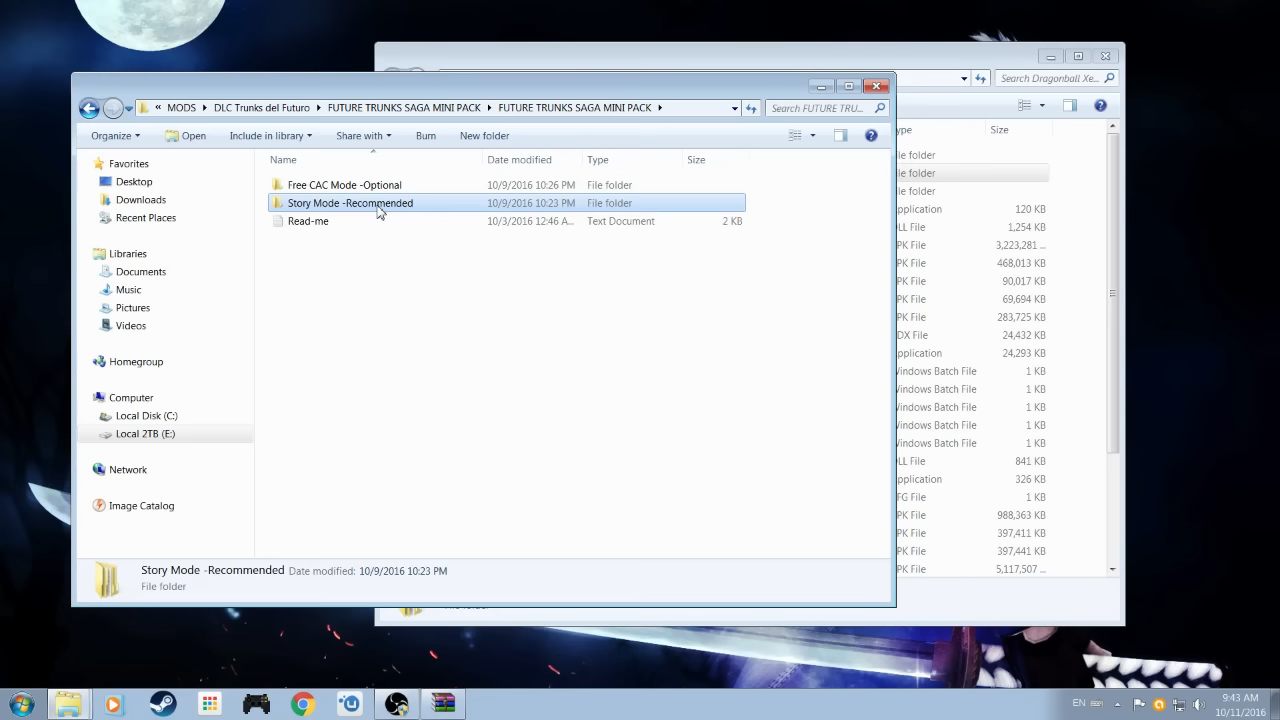 Search Dragonball Xe...
« MODS DLC Trunks del Futuro FUTURE TRUNKS SAGA MINI PACK FUTURE TRUNKS SAGA MINI PACK Search FUTURE TRU...
Organize Open Include in library Share with Burn New folder
Name Date modified Type Size
Free CAC Mode -Optional 10/9/2016 10:26 PM File folder
Story Mode -Recommended 10/9/2016 10:23 PM File folder
Read-me 10/3/2016 12:46 A... Text Document 2 KB
Favorites
Desktop
Downloads
Recent Places
Libraries
Documents
Music
Pictures
Videos
Homegroup
Computer
Local Disk (C:)
Local 2TB (E:)
Network
Image Catalog
Story Mode -Recommended Date modified: 10/9/2016 10:23 PM
File folder
ype Size
le folder
le folder
le folder
pplication 120 KB
LL File 1,254 KB
PK File 3,223,281 ...
PK File 468,013 KB
PK File 90,017 KB
PK File 69,694 KB
PK File 283,725 KB
DX File 24,432 KB
pplication 24,293 KB
Windows Batch File 1 KB
Windows Batch File 1 KB
Windows Batch File 1 KB
Windows Batch File 1 KB
Windows Batch File 1 KB
LL File 841 KB
pplication 326 KB
FG File 1 KB
PK File 988,363 KB
PK File 397,411 KB
PK File 397,441 KB
PK File 5,117,507 ...
EN
9:43 AM
10/11/2016